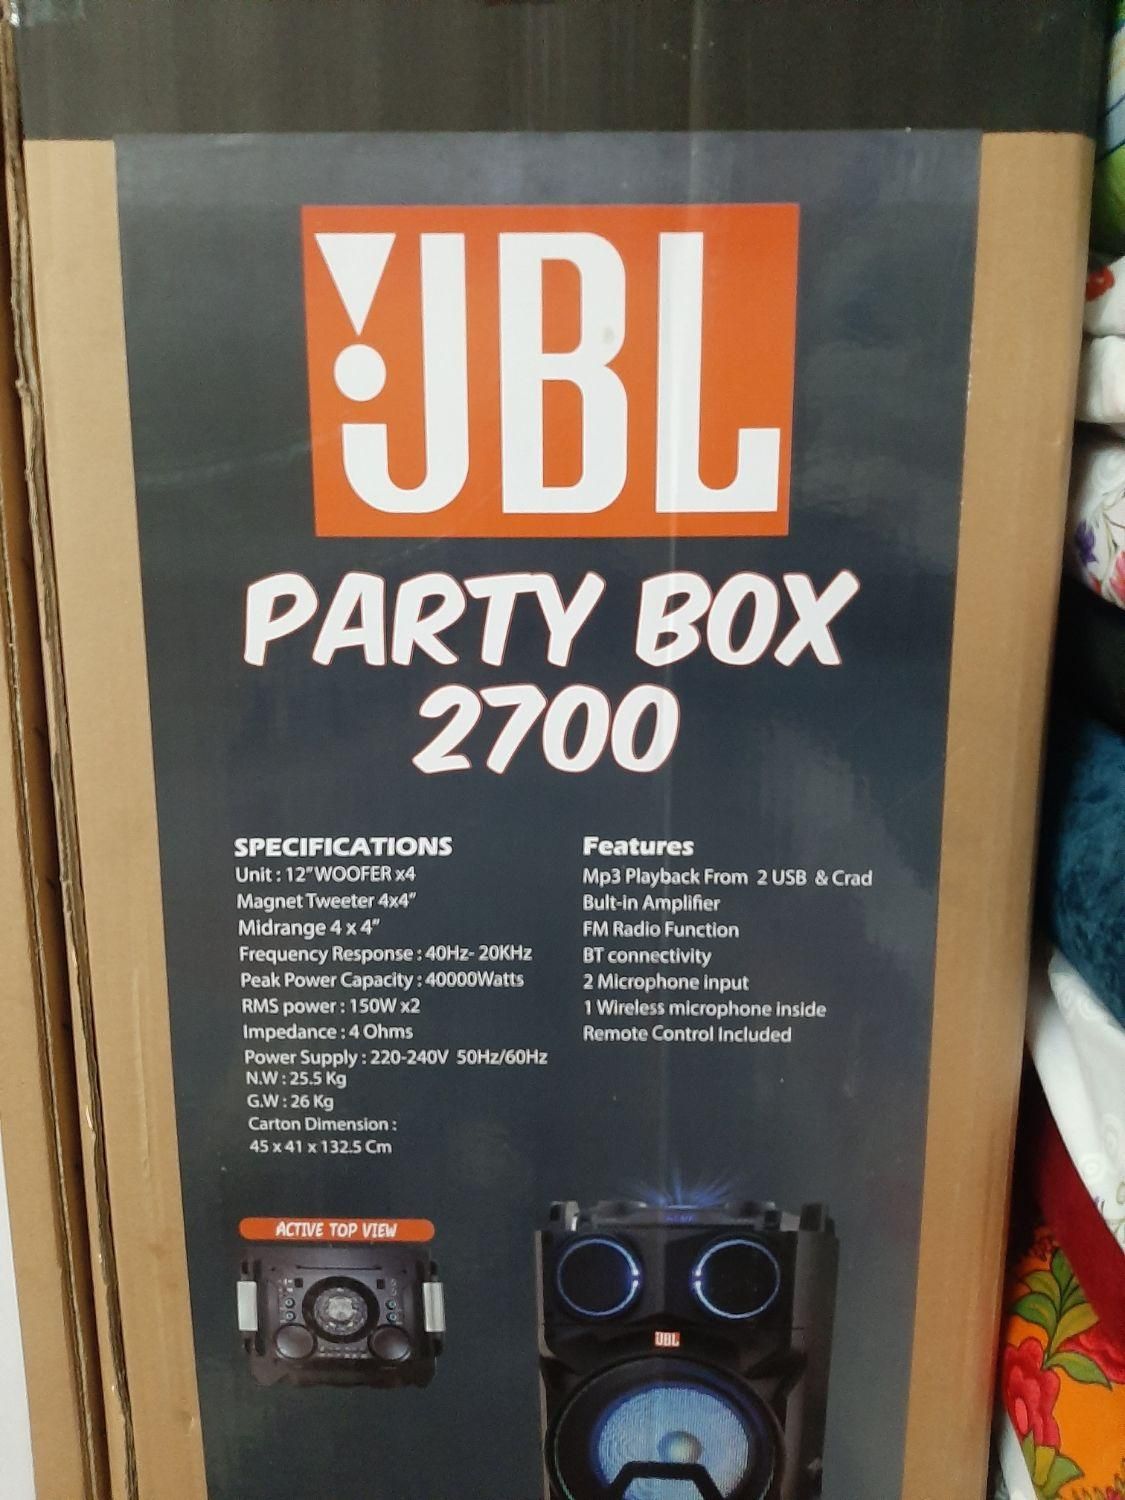 JBL
PARTY BOX
2700
SPECIFICATIONS
Unit : 12" WOOFER x4
Magnet Tweeter 4x4"
Midrange 4 x 4"
Frequency Response : 40Hz- 20KHz
Peak Power Capacity : 40000Watts
RMS power : 150W x2
Impedance : 4 Ohms
Power Supply : 220-240V 50Hz/60Hz
N.W : 25.5 Kg
G.W : 26 Kg
Carton Dimension :
45 x 41 x 132.5 Cm
Features
Mp3 Playback From 2 USB & Crad
Bult-in Amplifier
FM Radio Function
BT connectivity
2 Microphone input
1 Wireless microphone inside
Remote Control Included
ACTIVE TOP VIEW
JBL